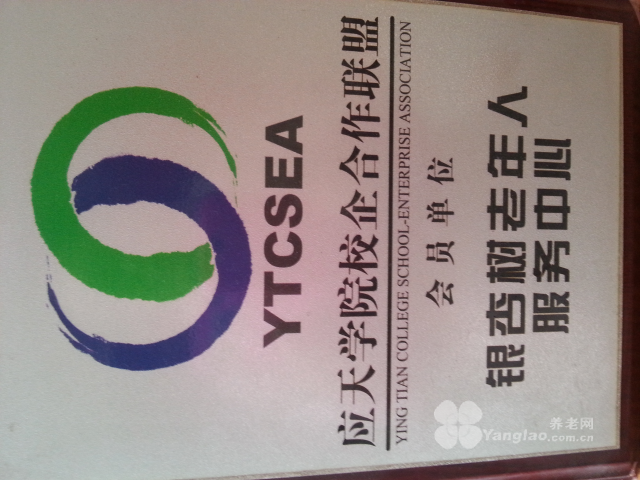 YTCSEA
应天学院校企合作联盟
YING TIAN COLLEGE SCHOOL-ENTERPRISE ASSOCIATION
会员单位
银杏树老年人
服务中心
养老网
Yanglao.com.cn